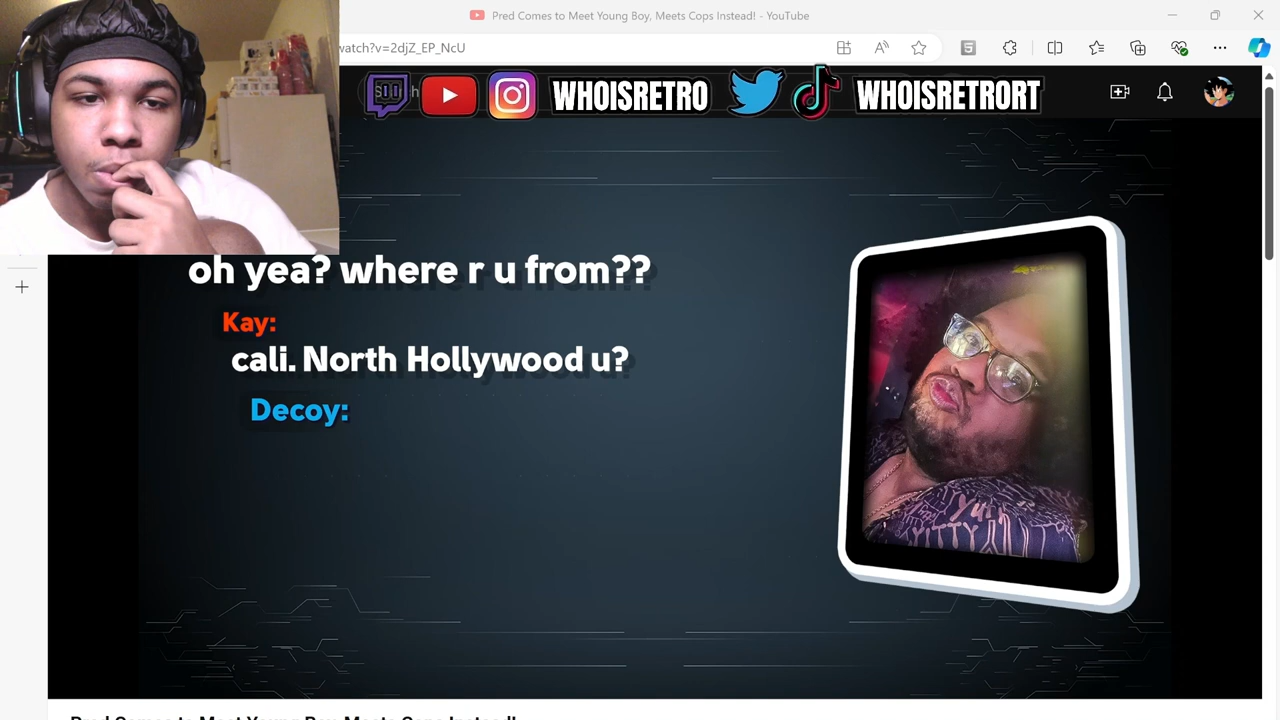 Pred Comes to Meet Young Boy, Meets Cops Instead! - YouTube
watch?v=2djZ_EP_NcU
WHOISRETRO
WHOISRETRORT
oh yea? where r u from??
Kay:
cali. North Hollywood u?
Decoy: